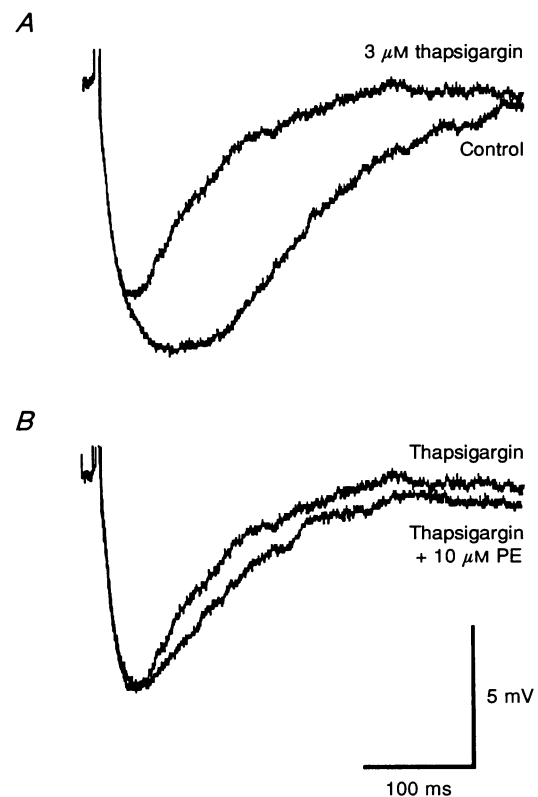 A
3 μM thapsigargin
Control
B
Thapsigargin
Thapsigargin
+ 10 μM PE
5 mV
100 ms